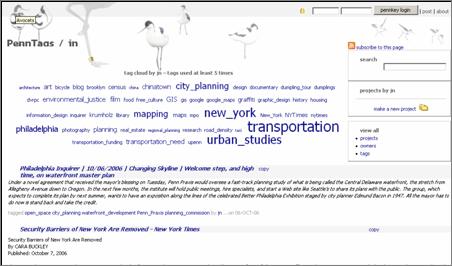 Avocets
pennkey login | post | about
PennTags / in
subscribe to this page
search
tag cloud by jn - tags used at least 5 times
architecture art bicycle blog brooklyn census china chinatown city_planning design documentary dumpling_tour dumplings
dvrpc environmental_justice film food free_culture GIS gis google google_maps graffiti graphic_design history housing
information_design inquirer krumholz library mapping maps mpo new_york New_York NYTimes nytimes
philadelphia photography planning real_estate regional_planning research road_density transportation
transportation_funding transportation_need upenn urban_studies
projects by jn
make a new project
view all
• projects
• owners
• tags
Philadelphia Inquirer | 10/06/2006 | Changing Skyline | Welcome step, and high copy
time, on waterfront master plan
Under a novel agreement that received the mayor's blessing on Tuesday, Penn Praxis would oversee a fast-track planning study of what is being called the Central Delaware waterfront, the stretch from
Allegheny Avenue down to Oregon. In the next few months, the institute will hold public meetings, hire specialists, and start a Web site like Seattle's to share its plans with the public. The group, which
expects to complete its plan by next summer, wants to have an exposition along the lines of the celebrated Better Philadelphia Exhibition staged by city planner Edmund Bacon in 1947. All the mayor has to
do now is stand back and take the credit.
tagged open_space city_planning waterfront_development Penn_Praxis planning_commission by jn ... on 06-OCT-06
Security Barriers of New York Are Removed - New York Times copy
Security Barriers of New York Are Removed
By CARA BUCKLEY
Published: October 7, 2006